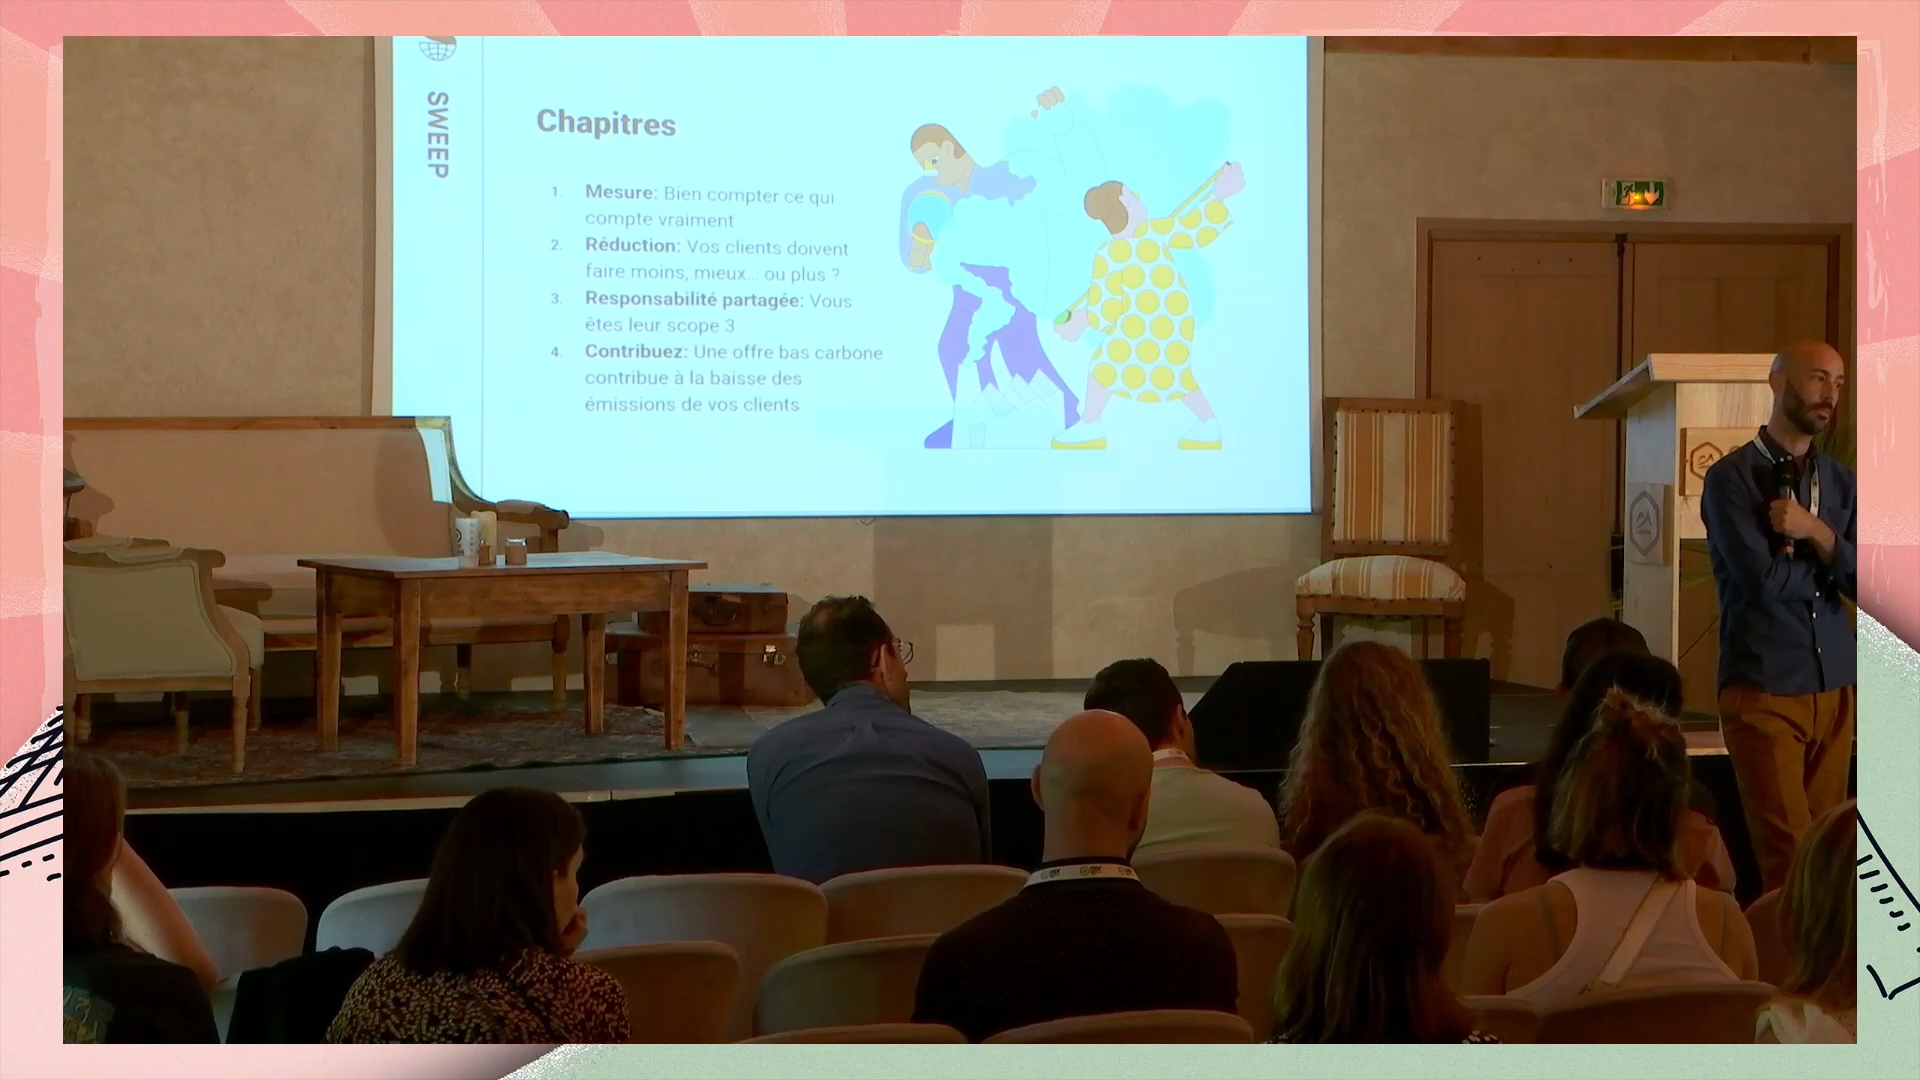 SWEEP
Chapitres
1. Mesure: Bien compter ce qui
compte vraiment
2. Réduction: Vos clients doivent
faire moins, mieux... ou plus ?
3. Responsabilité partagée: Vous
êtes leur scope 3
4. Contribuez: Une offre bas carbone
contribue à la baisse des
émissions de vos clients